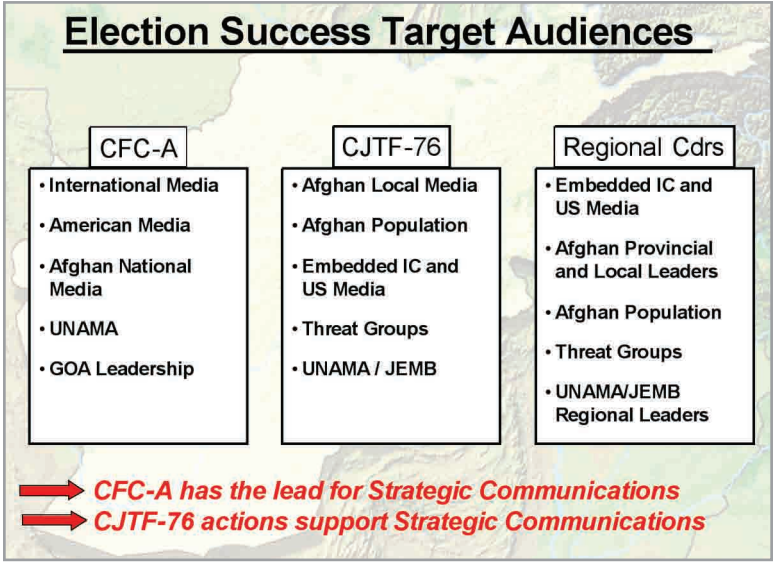 Election Success Target Audiences
CFC-A
• International Media
• American Media
• Afghan National
Media
• UNAMA
• GOA Leadership
CJTF-76
• Afghan Local Media
• Afghan Population
• Embedded IC and
US Media
• Threat Groups
• UNAMA / JEMB
Regional Cdrs
• Embedded IC and
US Media
• Afghan Provincial
and Local Leaders
• Afghan Population
• Threat Groups
• UNAMA/JEMB
Regional Leaders
CFC-A has the lead for Strategic Communications
CJTF-76 actions support Strategic Communications